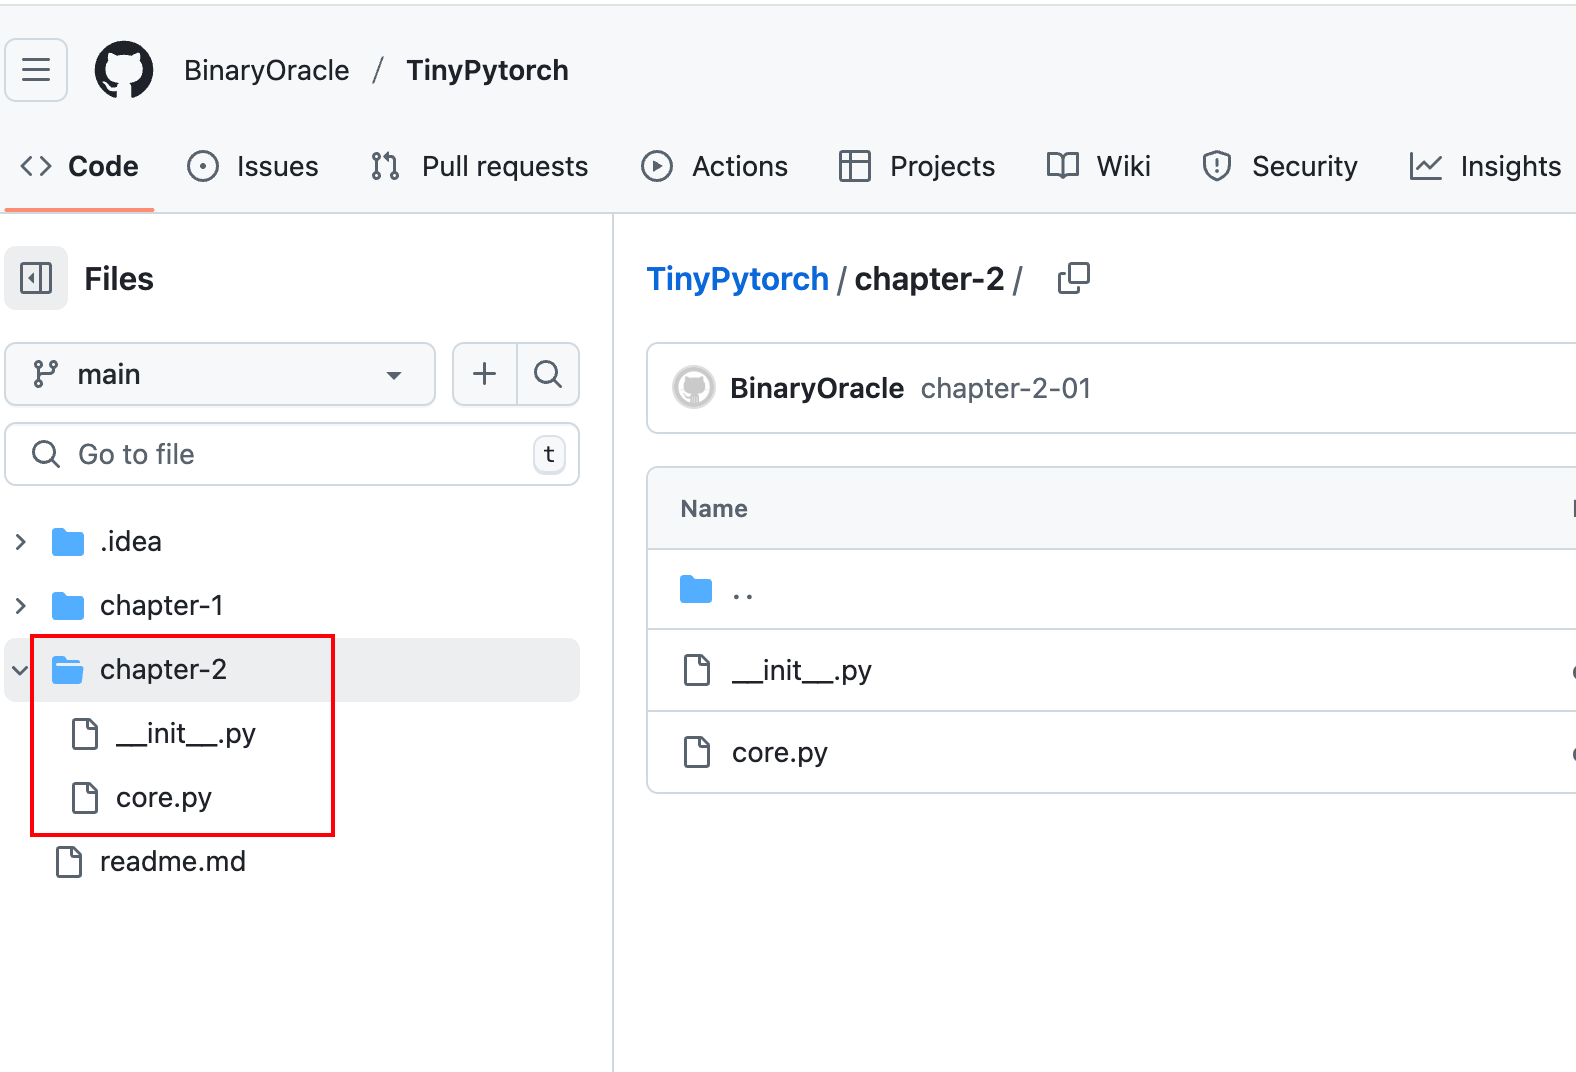 BinaryOracle / TinyPytorch
Code Issues Pull requests Actions Projects Wiki Security Insights
Files
main
Go to file t
.idea
chapter-1
chapter-2
__init__.py
core.py
readme.md
TinyPytorch / chapter-2 /
BinaryOracle chapter-2-01
Name
..
__init__.py
core.py